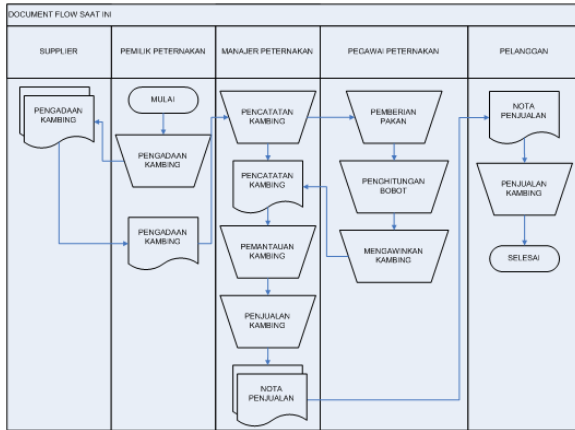 DOCUMENT FLOW SAAT INI
SUPPLIER
PEMILIK PETERNAKAN
MANAJER PETERNAKAN
PEGAWAI PETERNAKAN
PELANGGAN
PENGADAAN
KAMBING
MULAI
PENGADAAN
KAMBING
PENGADAAN
KAMBING
PENCATATAN
KAMBING
PENCATATAN
KAMBING
PEMANTAUAN
KAMBING
PENJUALAN
KAMBING
NOTA
PENJUALAN
PEMBERIAN
PAKAN
PENGHITUNGAN
BOBOT
MENGAWINKAN
KAMBING
NOTA
PENJUALAN
PENJUALAN
KAMBING
SELESAI